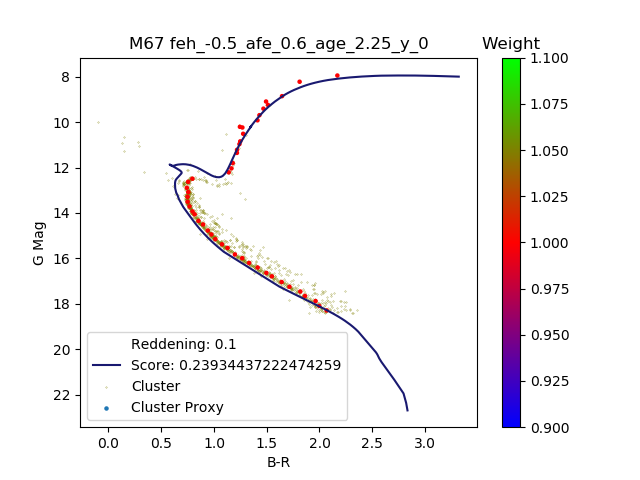 M67 feh_-0.5_afe_0.6_age_2.25_y_0
Weight
8
10
12
14
16
18
20
22
G Mag
0.0 0.5 1.0 1.5 2.0 2.5 3.0
B-R
Reddening: 0.1
Score: 0.23934437222474259
Cluster
Cluster Proxy
1.100
1.075
1.050
1.025
1.000
0.975
0.950
0.925
0.900